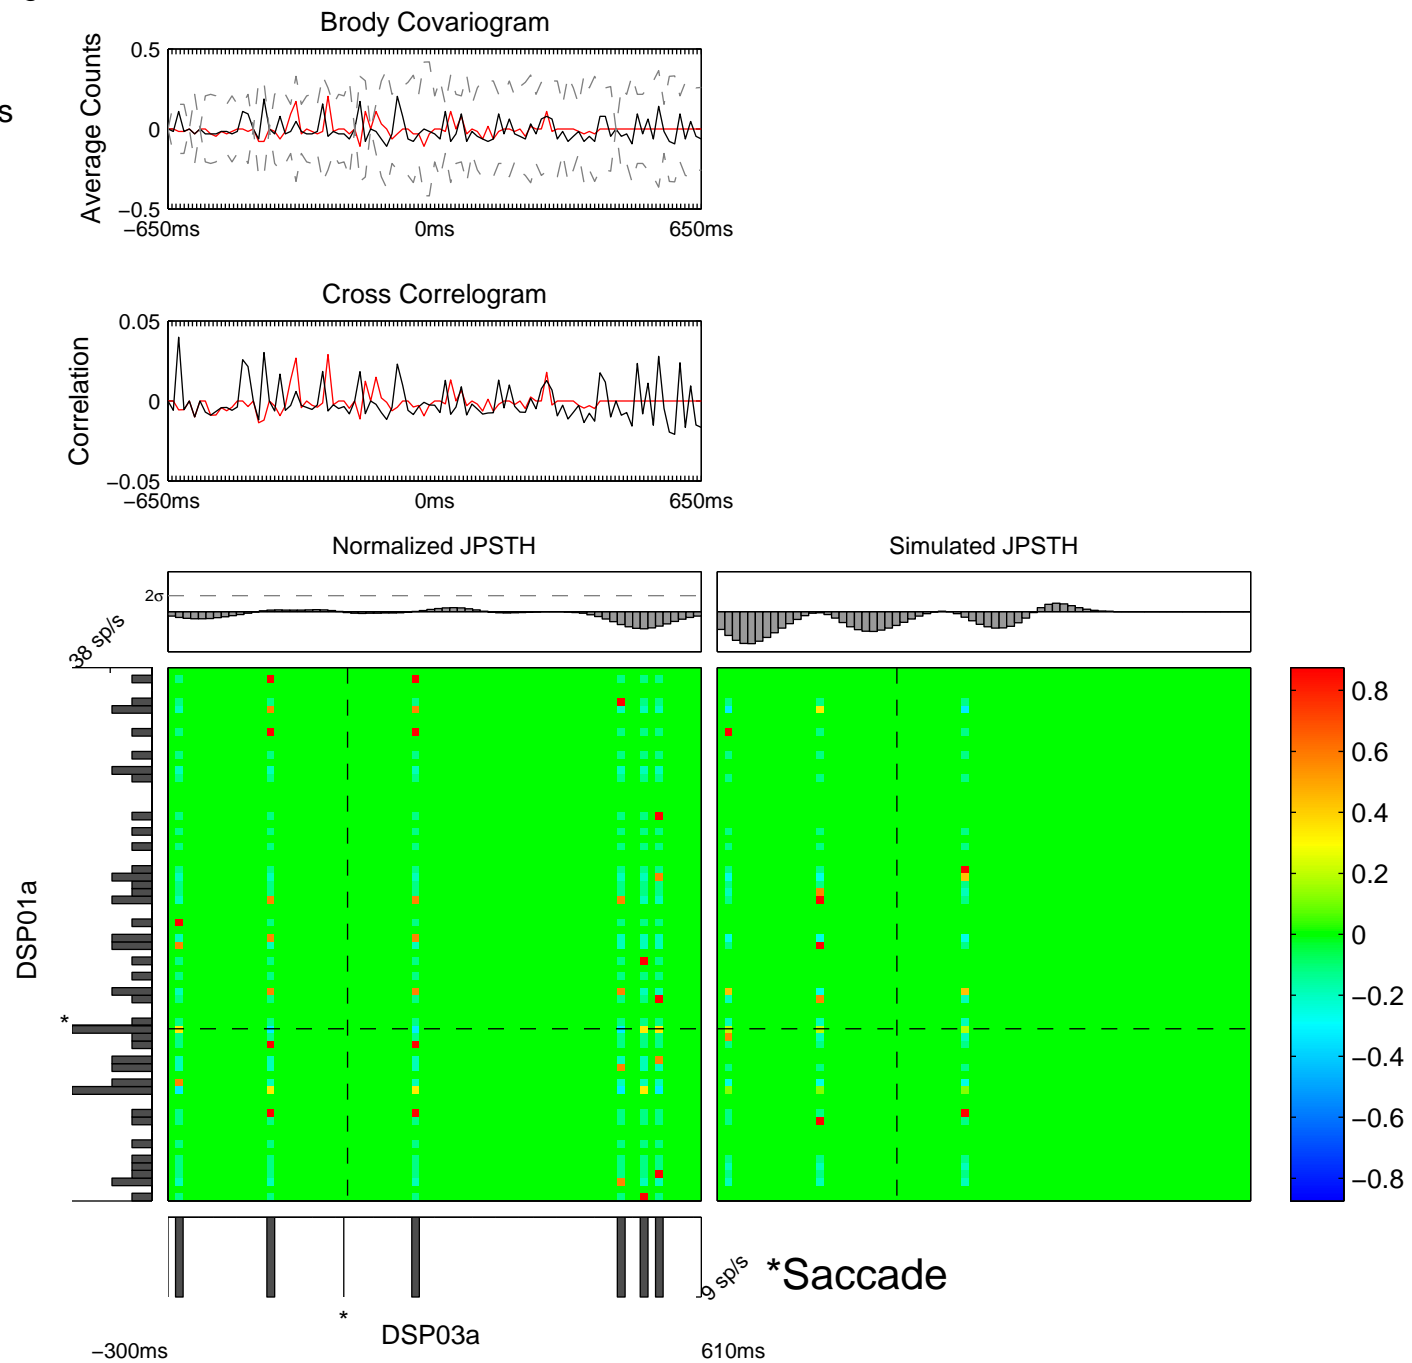 g
Brody Covariogram
s
Average Counts
0.5
0
−0.5
−650ms
0ms
650ms
Cross Correlogram
Correlation
0.05
0
−0.05
−650ms
0ms
650ms
Normalized JPSTH
Simulated JPSTH
2σ
38 sp/s
DSP01a
*
0.8
0.6
0.4
0.2
0
−0.2
−0.4
−0.6
−0.8
9 sp/s
*Saccade
*
DSP03a
−300ms
610ms